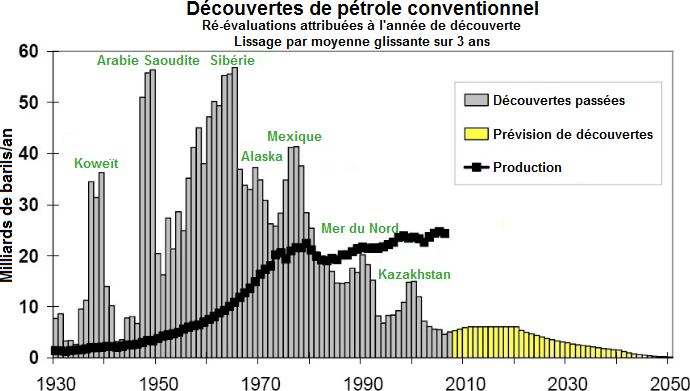 Découvertes de pétrole conventionnel
Ré-évaluations attribuées à l'année de découverte
Lissage par moyenne glissante sur 3 ans
Milliards de barils/an
60
50
40
30
20
10
0
Arabie Saoudite
Sibérie
Koweït
Alaska
Mexique
Mer du Nord
Kazakhstan
Découvertes passées
Prévision de découvertes
Production
1930
1950
1970
1990
2010
2030
2050